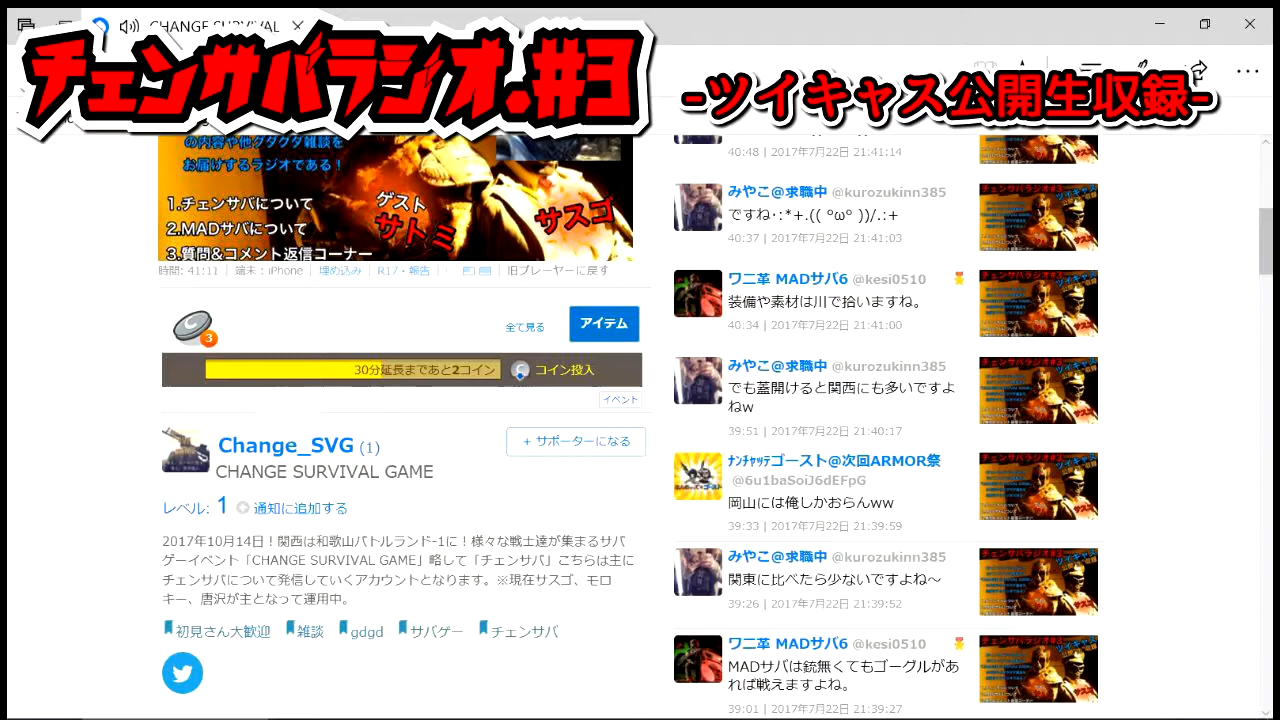 CHANGE SURVIVAL
チェンサバラジオ.#3
-ツイキャス公開生収録-
の内容や他グダグダ雑談を
お届けするラジオである！
1.チェンサバについて
2.MADサバについて
3.質問&コメント返信コーナー
ゲスト
サトミ
サスゴ
時間: 41:11 | 端末 : iPhone | 埋め込み | R17・報告 | 旧プレーヤーに戻す
3
全て見る
アイテム
30分延長まであと2コイン
コイン投入
イベント
Change_SVG (1)
+ サポーターになる
CHANGE SURVIVAL GAME
レベル: 1 通知に追加する
2017年10月14日！関西は和歌山バトルランド-1に！様々な戦士達が集まるサバ
ゲーイベント「CHANGE SURVIVAL GAME」略して「チェンサバ」こちらは主に
チェンサバについて発信していくアカウントとなります。※現在サスゴ、モロ
キー、唐沢が主となって運用中。
初見さん大歓迎 雑談 gdgd サバゲー チェンサバ
40:48 | 2017年7月22日 21:41:14
みやこ@求職中 @kurozukinn385
ですね･:*+.(( °ω° ))/.:+
40:37 | 2017年7月22日 21:41:03
ワニ革 MADサバ6 @kesi0510
装備や素材は川で拾いますね。
40:34 | 2017年7月22日 21:41:00
みやこ@求職中 @kurozukinn385
でも蓋開けると関西にも多いですよ
ねw
39:51 | 2017年7月22日 21:40:17
ﾅﾝﾁｬｯﾃゴースト@次回ARMOR祭
@6u1baSoiJ6dEFpG
岡山には俺しかおらんww
39:33 | 2017年7月22日 21:39:59
みやこ@求職中 @kurozukinn385
関東に比べたら少ないですよね〜
39:26 | 2017年7月22日 21:39:52
ワニ革 MADサバ6 @kesi0510
MADサバは銃無くてもゴーグルがあ
れば戦えますよね。
39:01 | 2017年7月22日 21:39:27